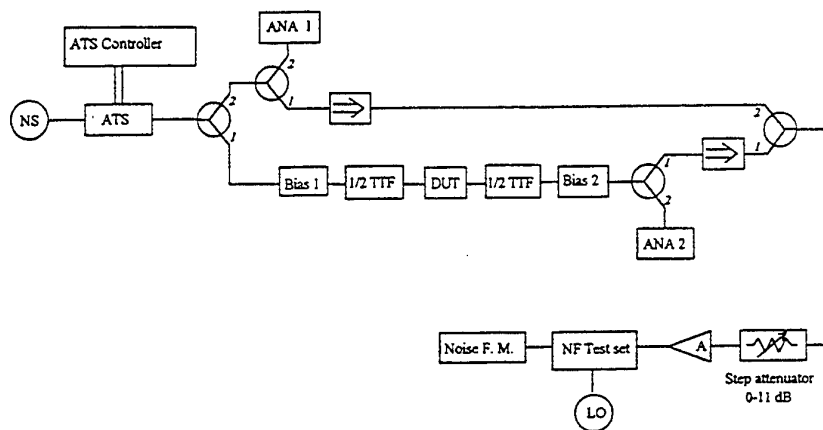 ANA 1
ATS Controller
2
2
1
NS
ATS
1
2
1
1
Bias 1
1/2 TTF
DUT
1/2 TTF
Bias 2
2
ANA 2
Noise F. M.
NF Test set
A
Step attenuator
0-11 dB
LO